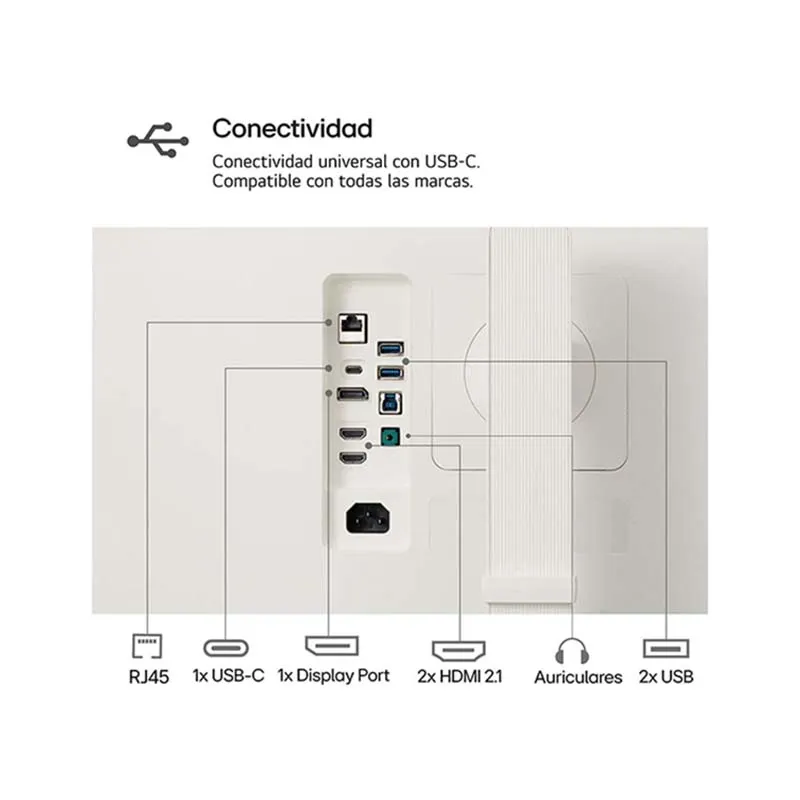 Conectividad
Conectividad universal con USB-C.
Compatible con todas las marcas.
RJ45
1x USB-C
1x Display Port
2x HDMI 2.1
Auriculares
2x USB